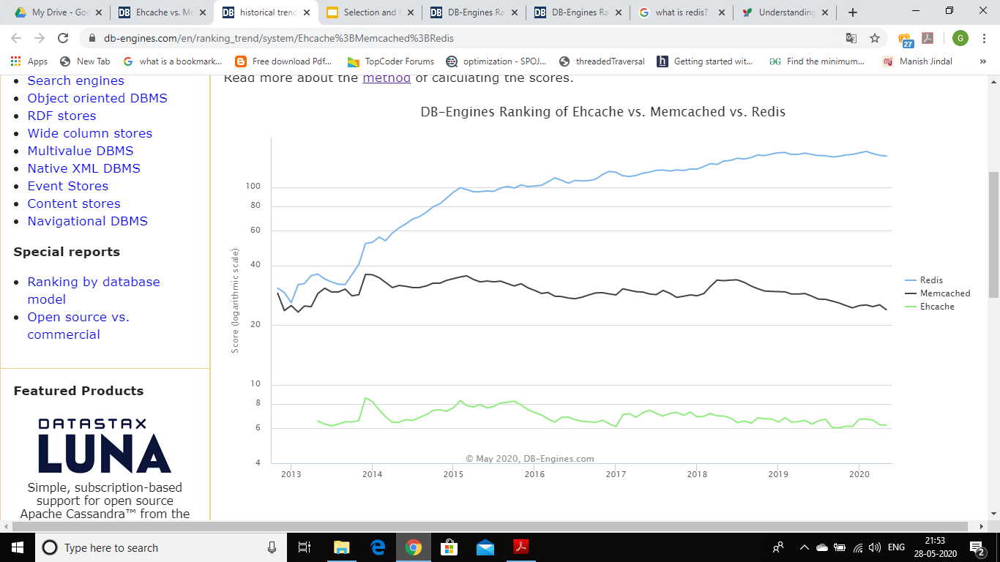 My Drive - Goo
Ehcache vs. Me
historical trend
Selection and
DB-Engines Ra
DB-Engines Ra
what is redis?
Understanding
db-engines.com/en/ranking_trend/system/Ehcache%3BMemcached%3BRedis
27
G
Apps
New Tab
what is a bookmark...
Free download Pdf...
TopCoder Forums
optimization - SPOJ...
threadedTraversal
Getting started wit...
Find the minimum...
Manish Jindal
»
Search engines
Object oriented DBMS
RDF stores
Wide column stores
Multivalue DBMS
Native XML DBMS
Event Stores
Content stores
Navigational DBMS
Special reports
Ranking by database
model
Open source vs.
commercial
Featured Products
DATASTAX
LUNA
Simple, subscription-based
support for open source
Apache Cassandra™ from the
Read more about the method of calculating the scores.
DB-Engines Ranking of Ehcache vs. Memcached vs. Redis
Score (logarithmic scale)
100
80
60
40
20
10
8
6
4
2013 2014 2015 2016 2017 2018 2019 2020
© May 2020, DB-Engines.com
Redis
Memcached
Ehcache
Type here to search
ENG
21:53
28-05-2020
2